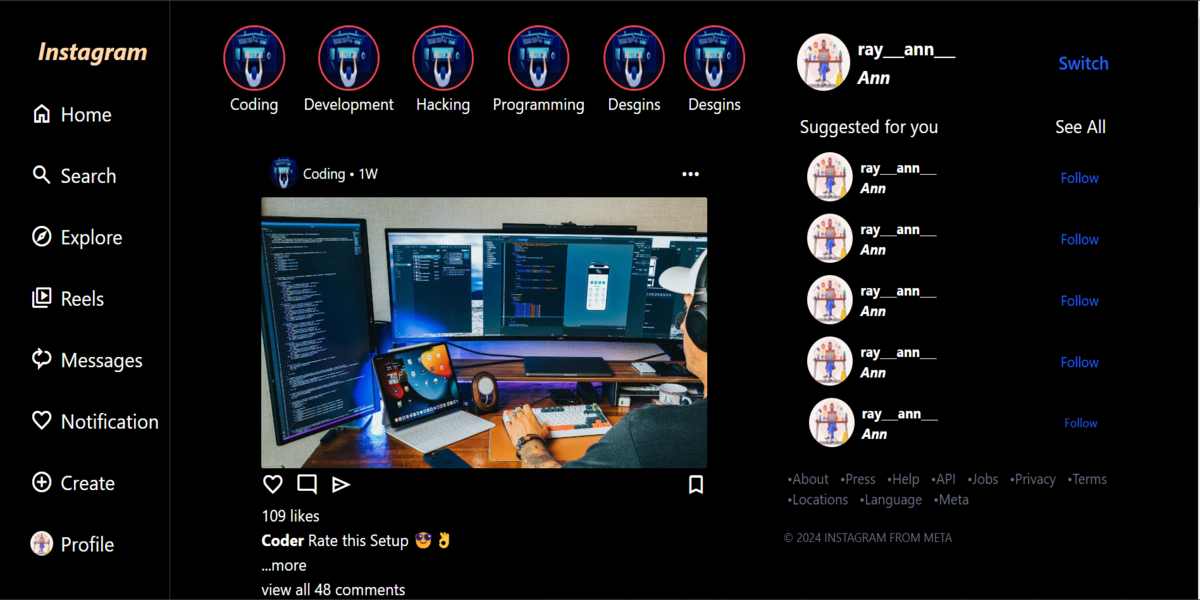 Instagram
Home
Search
Explore
Reels
Messages
Notification
Create
Profile
Coding Development Hacking Programming Desgins Desgins
Coding • 1W
109 likes
Coder Rate this Setup 😎👌
...more
view all 48 comments
ray__ann__
Ann
Switch
Suggested for you See All
ray__ann__
Ann
Follow
ray__ann__
Ann
Follow
ray__ann__
Ann
Follow
ray__ann__
Ann
Follow
ray__ann__
Ann
Follow
•About •Press •Help •API •Jobs •Privacy •Terms
•Locations •Language •Meta
© 2024 INSTAGRAM FROM META